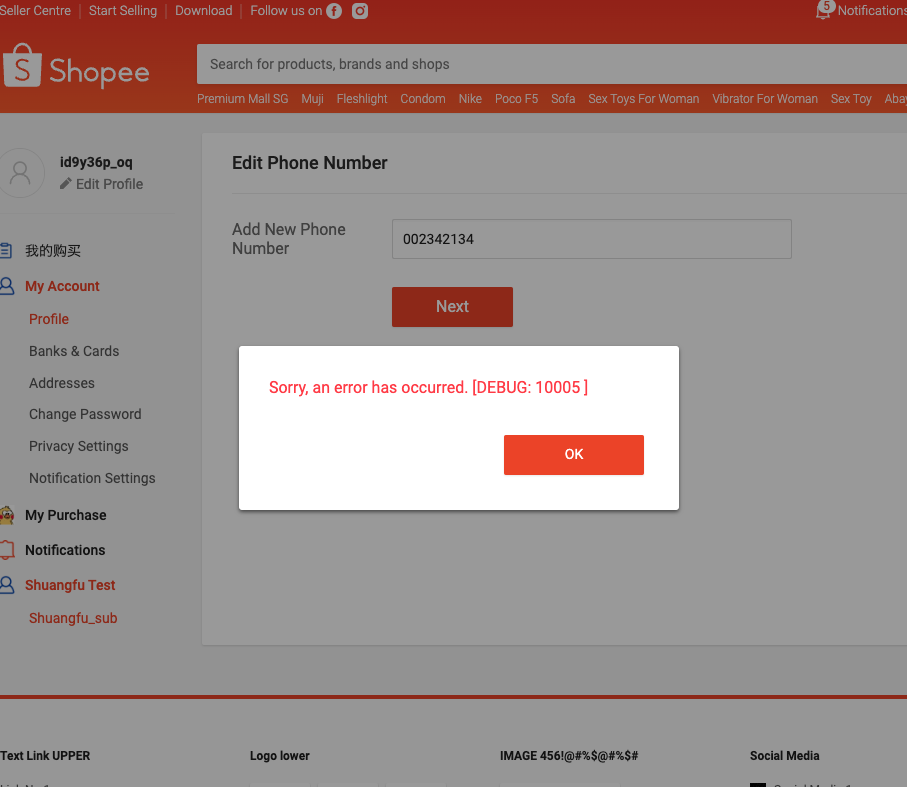 Seller Centre
Start Selling
Download
Follow us on
5
Notifications
Shopee
Search for products, brands and shops
Premium Mall SG Muji Fleshlight Condom Nike Poco F5 Sofa Sex Toys For Woman Vibrator For Woman Sex Toy Abay
id9y36p_oq
Edit Profile
我的购买
My Account
Profile
Banks & Cards
Addresses
Change Password
Privacy Settings
Notification Settings
My Purchase
Notifications
Shuangfu Test
Shuangfu_sub
Edit Phone Number
Add New Phone
Number
002342134
Next
Sorry, an error has occurred. [DEBUG: 10005 ]
OK
Text Link UPPER
Logo lower
IMAGE 456!@#%$@#%$#
Social Media